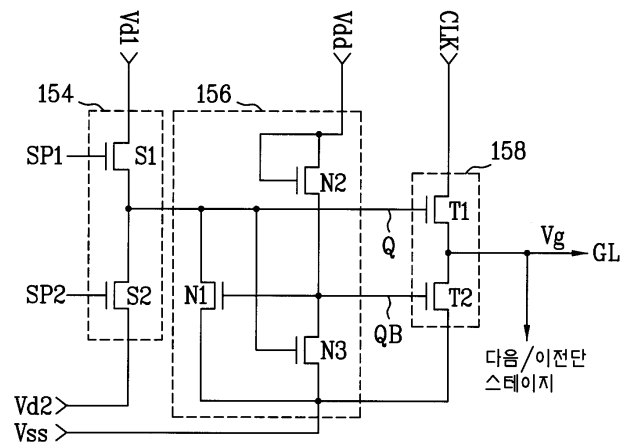 Vd1
Vdd
CLK
154
156
158
SP1
S1
N2
T1
Q
Vg
GL
SP2
S2
N1
T2
QB
N3
다음/이전단
스테이지
Vd2
Vss